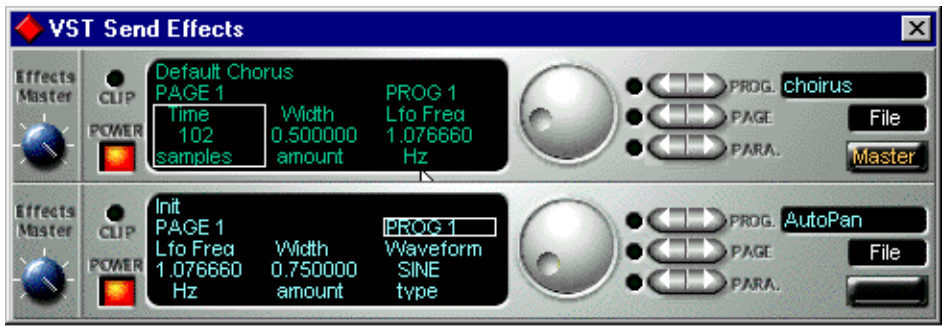 VST Send Effects
Effects Master
CLIP
POWER
Default Chorus
PAGE 1 PROG 1
Time Width Lfo Freq
102 0.500000 1.076660
samples amount Hz
PROG. choirus
PAGE File
PARA. Master
Effects Master
CLIP
POWER
Init
PAGE 1 PROG 1
Lfo Freq Width Waveform
1.076660 0.750000 SINE
Hz amount type
PROG. AutoPan
PAGE File
PARA.